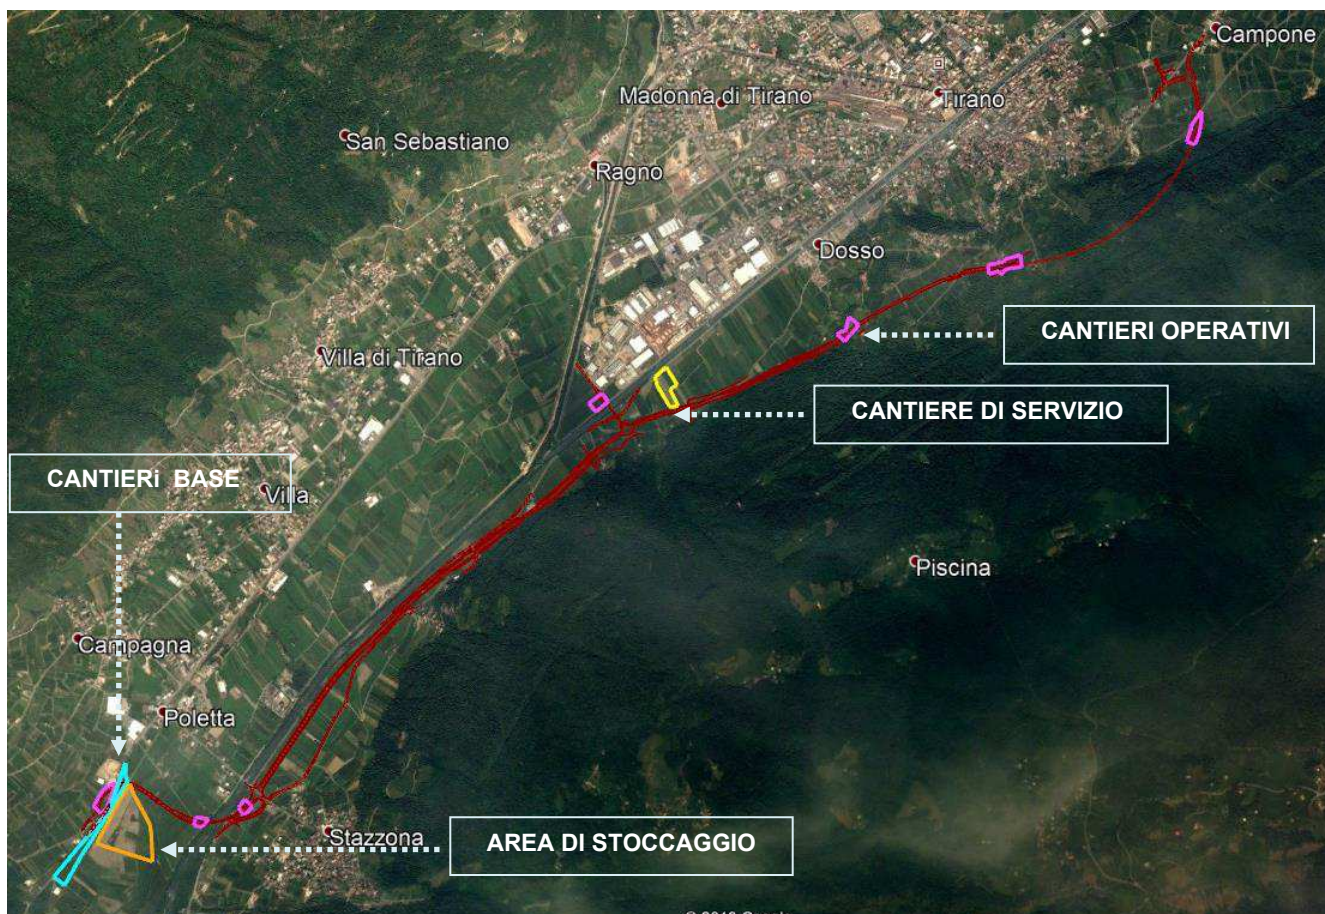 Campone
Madonna di Tirano
Tirano
San Sebastiano
Ragno
Dosso
CANTIERI OPERATIVI
Villa di Tirano
CANTIERE DI SERVIZIO
CANTIERi BASE
Villa
Piscina
Campagna
Poletta
Stazzona
AREA DI STOCCAGGIO